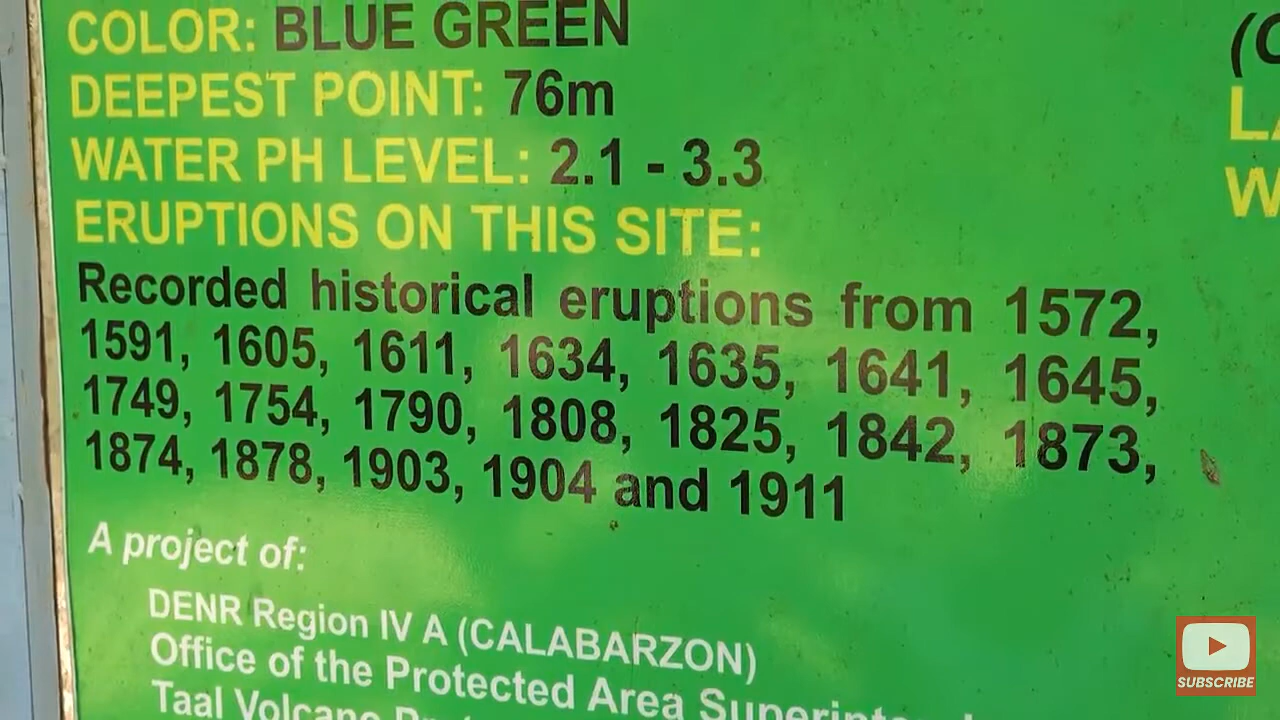 COLOR: BLUE GREEN
DEEPEST POINT: 76m
WATER PH LEVEL: 2.1 - 3.3
ERUPTIONS ON THIS SITE:
Recorded historical eruptions from 1572,
1591, 1605, 1611, 1634, 1635, 1641, 1645,
1749, 1754, 1790, 1808, 1825, 1842, 1873,
1874, 1878, 1903, 1904 and 1911
A project of:
DENR Region IV A (CALABARZON)
Office of the Protected Area
Taal Volcano
SUBSCRIBE